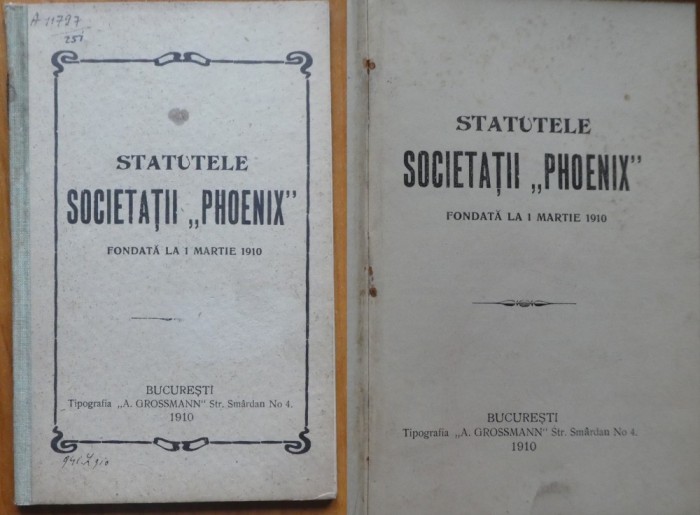 A 11797
251
STATUTELE
SOCIETAȚII „PHOENIX”
FONDATĂ LA 1 MARTIE 1910
BUCUREȘTI
Tipografia „A. GROSSMANN” Str. Smârdan No 4.
1910
STATUTELE
SOCIETAȚII „PHOENIX”
FONDATĂ LA 1 MARTIE 1910
BUCUREȘTI
Tipografia „A. GROSSMANN” Str. Smârdan No 4.
1910